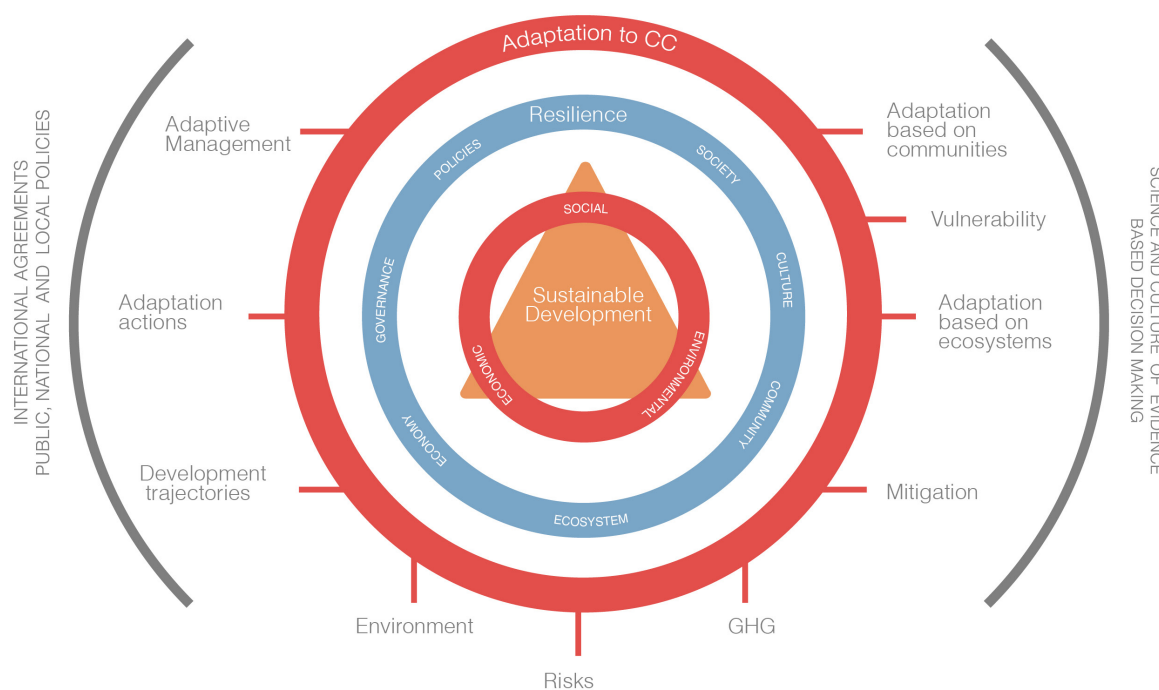 INTERNATIONAL AGREEMENTS
PUBLIC, NATIONAL AND LOCAL POLICIES
Adaptation to CC
Resilience
POLICIES
SOCIETY
GOVERNANCE
CULTURE
ECONOMY
COMMUNITY
ECOSYSTEM
SOCIAL
ECONOMIC
ENVIRONMENTAL
Sustainable
Development
Adaptive
Management
Adaptation
actions
Development
trajectories
Environment
Risks
GHG
Mitigation
Adaptation
based on
ecosystems
Vulnerability
Adaptation
based on
communities
SCIENCE AND CULTURE OF EVIDENCE
BASED DECISION MAKING